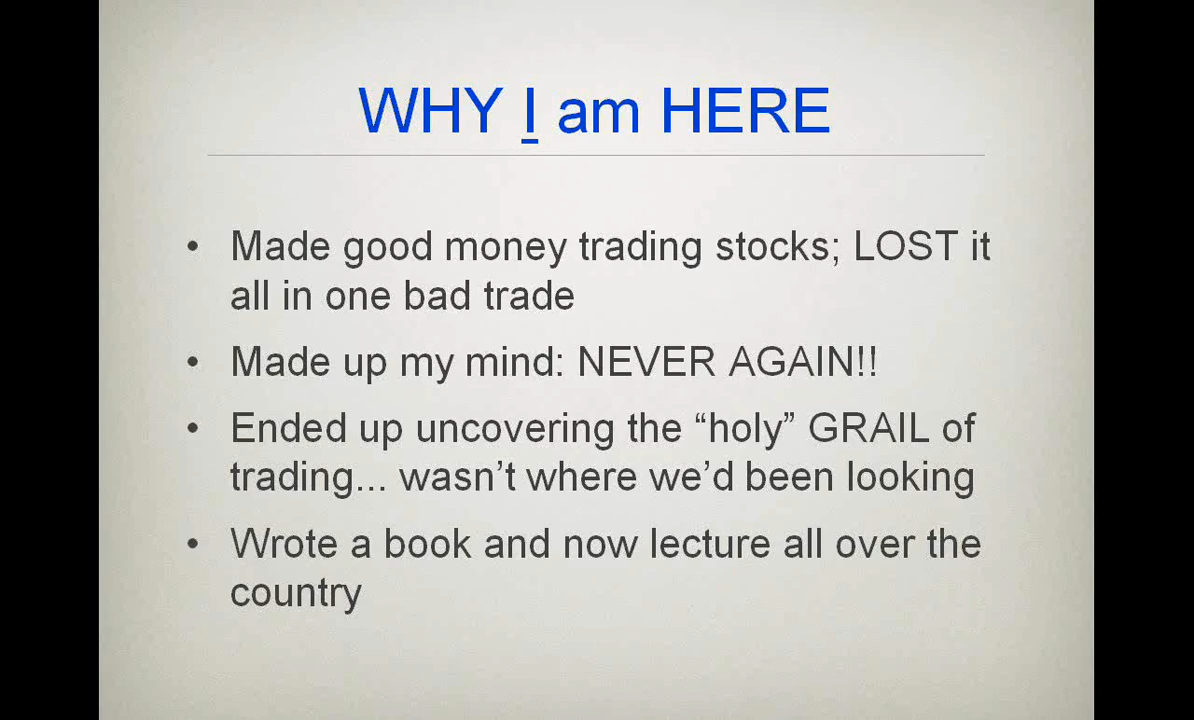 WHY I am HERE
• Made good money trading stocks; LOST it
all in one bad trade
• Made up my mind: NEVER AGAIN!!
• Ended up uncovering the “holy” GRAIL of
trading... wasn’t where we’d been looking
• Wrote a book and now lecture all over the
country